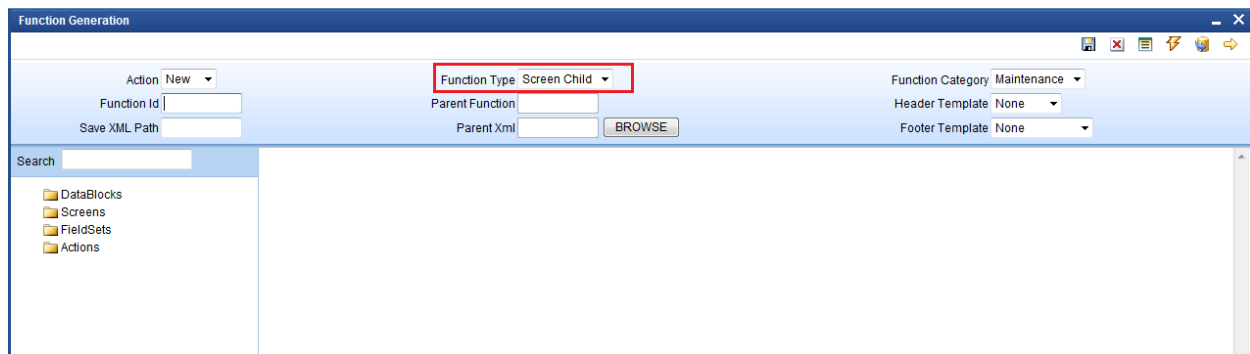 Function Generation
Action New Function Type Screen Child Function Category Maintenance
Function Id Parent Function Header Template None
Save XML Path Parent Xml BROWSE Footer Template None
Search
DataBlocks
Screens
FieldSets
Actions